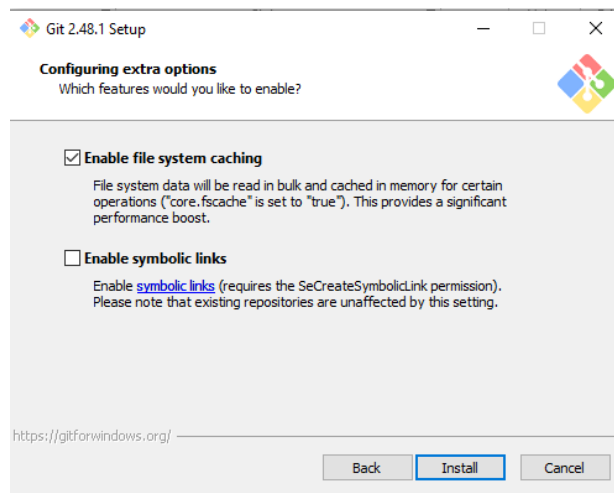 Git 2.48.1 Setup
Configuring extra options
Which features would you like to enable?
Enable file system caching
File system data will be read in bulk and cached in memory for certain
operations ("core.fscache" is set to "true"). This provides a significant
performance boost.
Enable symbolic links
Enable symbolic links (requires the SeCreateSymbolicLink permission).
Please note that existing repositories are unaffected by this setting.
https://gitforwindows.org/
Back Install Cancel